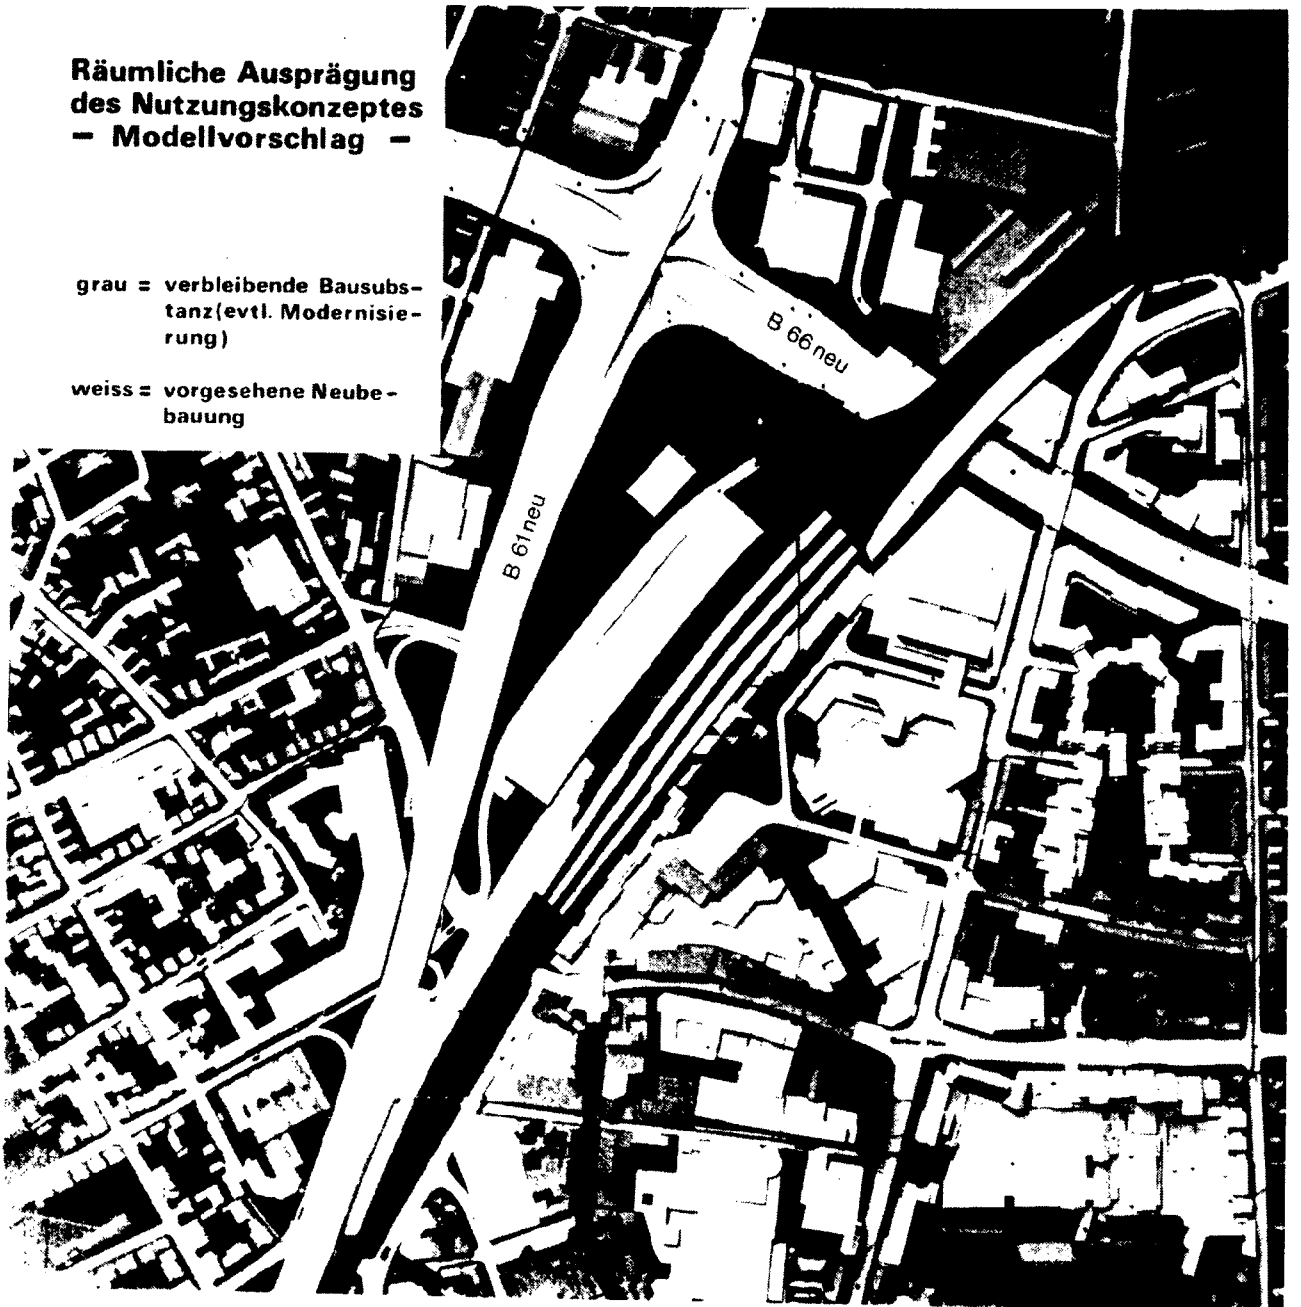 Räumliche Ausprägung
des Nutzungskonzeptes
— Modellvorschlag —
grau = verbleibende Bausubs-
tanz(evtl. Modernisie-
rung)
weiss = vorgesehene Neube-
bauung
B 66 neu
B 61 neu